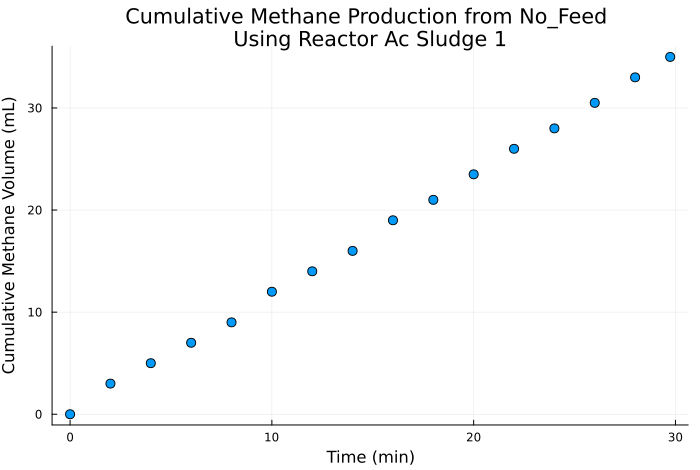 Cumulative Methane Production from No_Feed
Using Reactor Ac Sludge 1
Cumulative Methane Volume (mL)
30
20
10
0
0 10 20 30
Time (min)